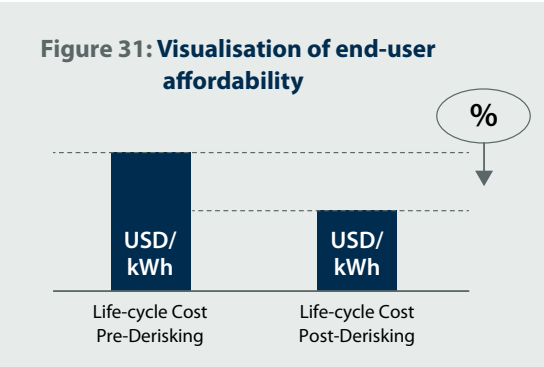 Figure 31: Visualisation of end-user
affordability
%
USD/
kWh
USD/
kWh
Life-cycle Cost
Pre-Derisking
Life-cycle Cost
Post-Derisking